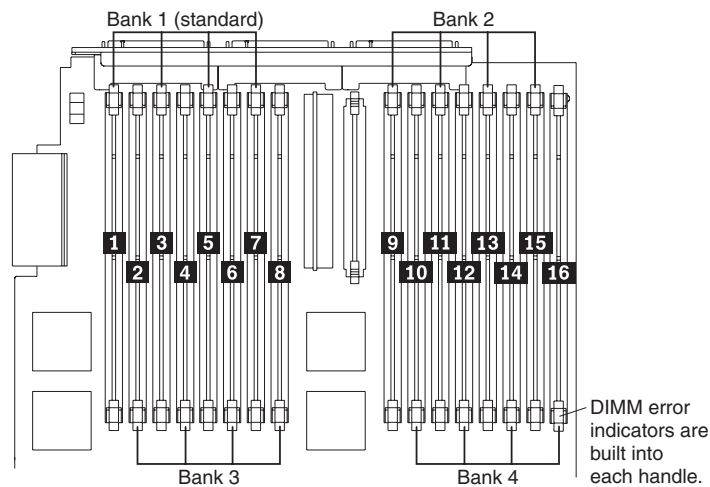 Bank 1 (standard)
Bank 2
1
3
5
7
9
11
13
15
2
4
6
8
10
12
14
16
DIMM error
indicators are
built into
each handle.
Bank 3
Bank 4